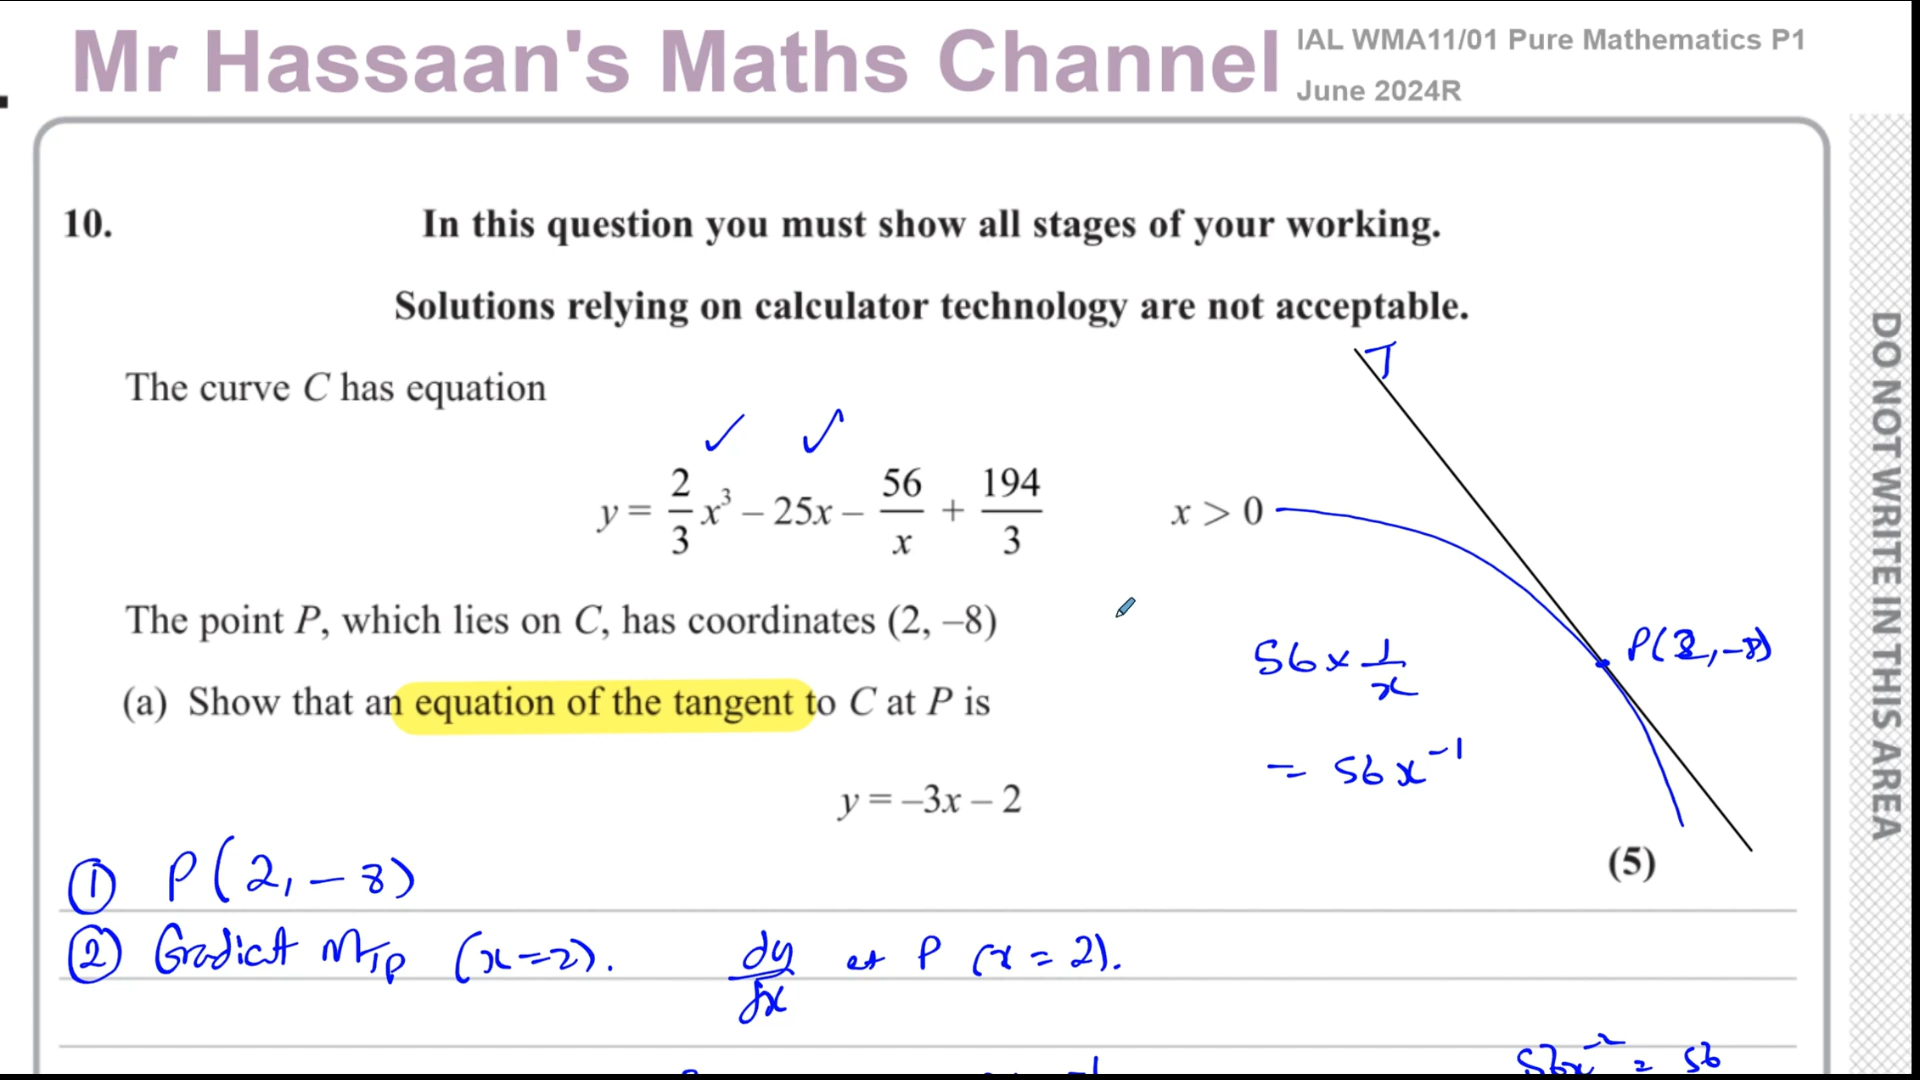 Mr Hassaan's Maths Channel
IAL WMA11/01 Pure Mathematics P1
June 2024R
10.
In this question you must show all stages of your working.
Solutions relying on calculator technology are not acceptable.
The curve C has equation
y = 2/3 x³ – 25x – 56/x + 194/3    x > 0
T
The point P, which lies on C, has coordinates (2, –8)
P(2, -8)
56 × 1/x
= 56x⁻¹
(a) Show that an equation of the tangent to C at P is
y = –3x – 2
(5)
① P(2, -8)
② Gradient mTP (x=2). dy/dx at P (x = 2).
56x⁻² = 56
DO NOT WRITE IN THIS AREA